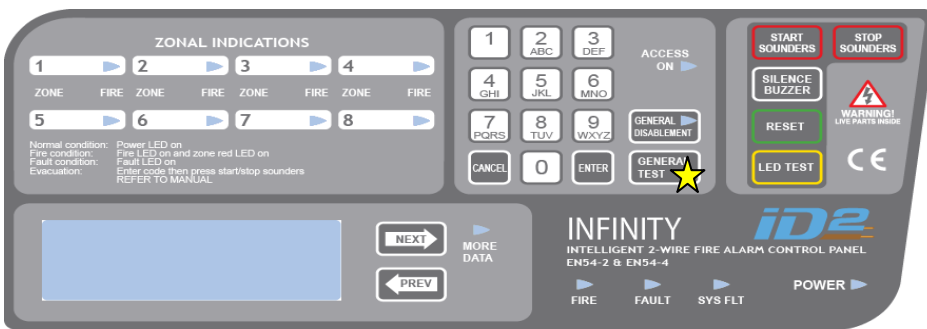 ZONAL INDICATIONS
1 2 3 4
ZONE FIRE ZONE FIRE ZONE FIRE ZONE FIRE
5 6 7 8
Normal condition: Power LED on
Fire condition: Fire LED on and zone red LED on
Fault condition: Fault LED on
Evacuation: Enter code then press start/stop sounders
REFER TO MANUAL
1 2 ABC 3 DEF
4 GHI 5 JKL 6 MNO
7 PQRS 8 TUV 9 WXYZ
CANCEL 0 ENTER
ACCESS
ON
GENERAL
DISABLEMENT
GENERAL
TEST
START
SOUNDERS
STOP
SOUNDERS
SILENCE
BUZZER
RESET
LED TEST
WARNING!
LIVE PARTS INSIDE
CE
NEXT
PREV
MORE
DATA
INFINITY iD2
INTELLIGENT 2-WIRE FIRE ALARM CONTROL PANEL
EN54-2 & EN54-4
FIRE FAULT SYS FLT POWER